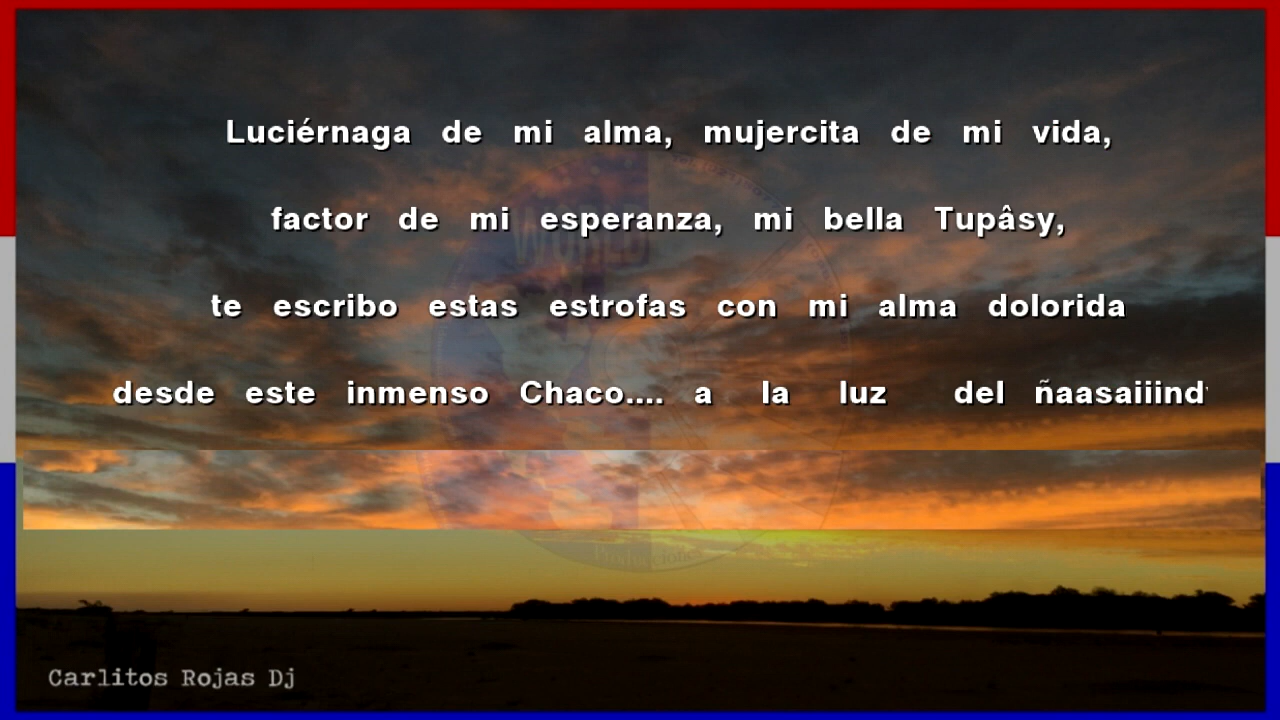 Luciérnaga de mi alma, mujercita de mi vida,
factor de mi esperanza, mi bella Tupâsy,
te escribo estas estrofas con mi alma dolorida
desde este inmenso Chaco.... a la luz del
WORLD
Carlitos Rojas Dj